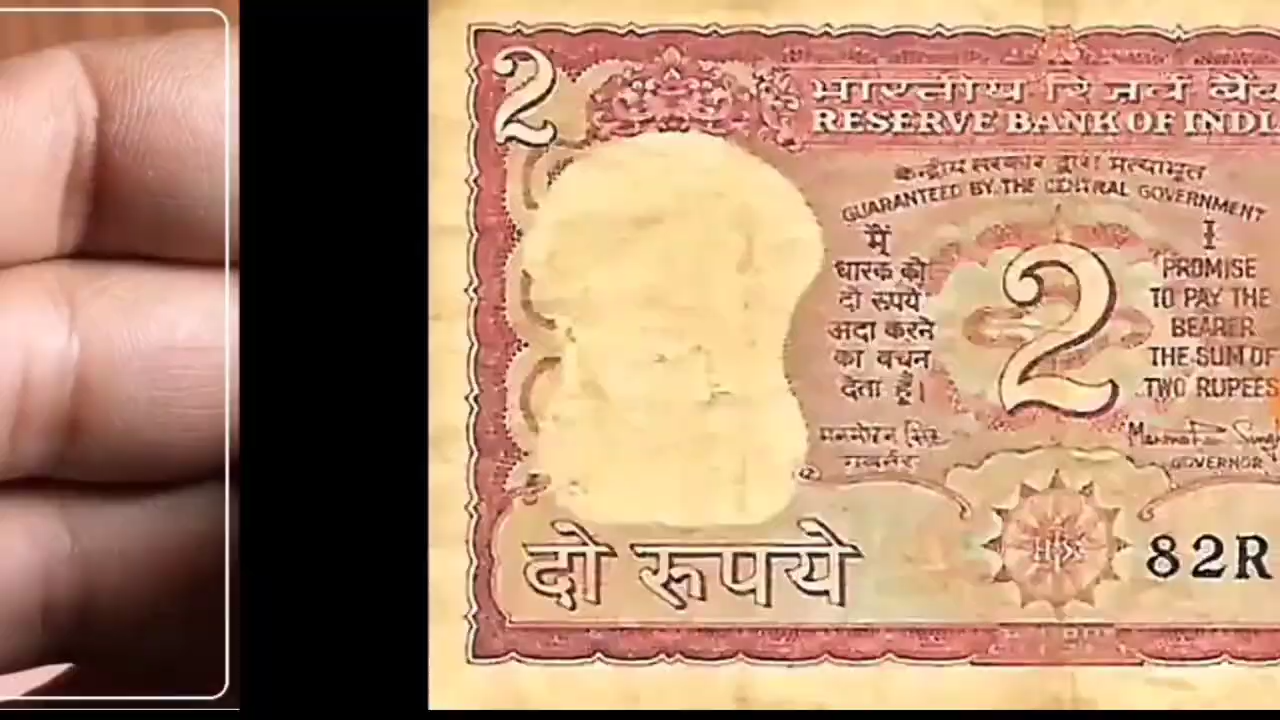 2
भारतीय रिजर्व बैंक
RESERVE BANK OF INDI
केन्द्रीय सरकार द्वारा प्रत्याभूत
GUARANTEED BY THE CENTRAL GOVERNMENT
मैं
धारक को
दो रुपये
अदा करने
का वचन
देता हूँ।
2
I
PROMISE
TO PAY THE
BEARER
THE SUM OF
TWO RUPEES
मनमोहन सिंह
गवर्नर
GOVERNOR
दो रूपये
82R